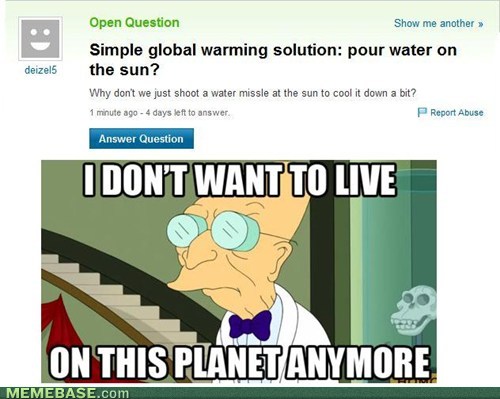 Open Question
Show me another »
Simple global warming solution: pour water on
the sun?
deizel5
Why don't we just shoot a water missle at the sun to cool it down a bit?
1 minute ago - 4 days left to answer.
Report Abuse
Answer Question
I DON'T WANT TO LIVE
ON THIS PLANET ANYMORE
MEMEBASE.com